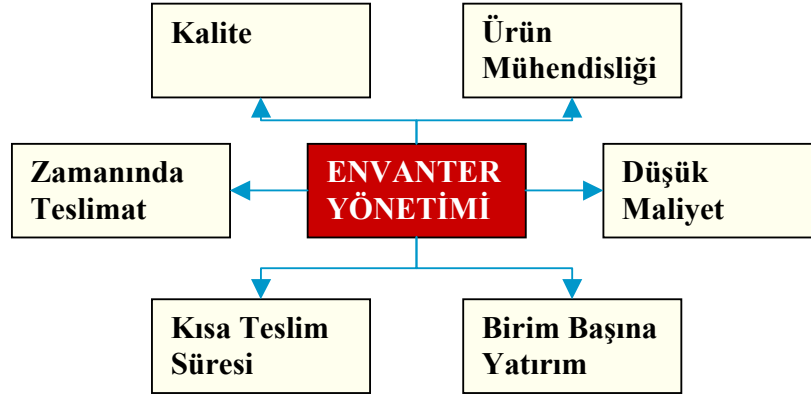 Kalite
Ürün
Mühendisliği
Zamanında
Teslimat
ENVANTER
YÖNETİMİ
Düşük
Maliyet
Kısa Teslim
Süresi
Birim Başına
Yatırım